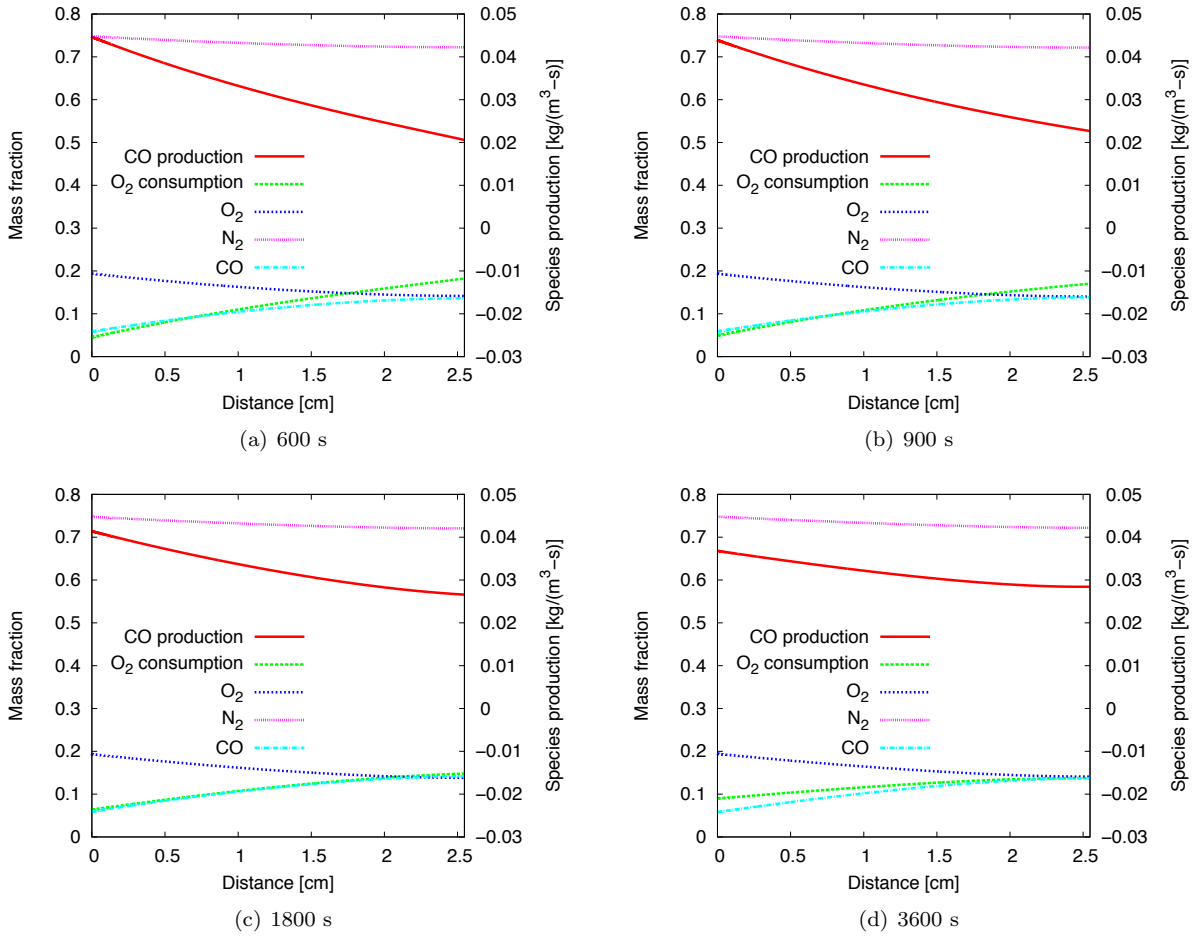 0.8
0.7
0.6
0.5
0.4
0.3
0.2
0.1
0
Mass fraction
0.05
0.04
0.03
0.02
0.01
0
−0.01
−0.02
−0.03
Species production [kg/(m³−s)]
CO production
O₂ consumption
O₂
N₂
CO
0 0.5 1 1.5 2 2.5
Distance [cm]
(a) 600 s
0.8
0.7
0.6
0.5
0.4
0.3
0.2
0.1
0
Mass fraction
0.05
0.04
0.03
0.02
0.01
0
−0.01
−0.02
−0.03
Species production [kg/(m³−s)]
CO production
O₂ consumption
O₂
N₂
CO
0 0.5 1 1.5 2 2.5
Distance [cm]
(b) 900 s
0.8
0.7
0.6
0.5
0.4
0.3
0.2
0.1
0
Mass fraction
0.05
0.04
0.03
0.02
0.01
0
−0.01
−0.02
−0.03
Species production [kg/(m³−s)]
CO production
O₂ consumption
O₂
N₂
CO
0 0.5 1 1.5 2 2.5
Distance [cm]
(c) 1800 s
0.8
0.7
0.6
0.5
0.4
0.3
0.2
0.1
0
Mass fraction
0.05
0.04
0.03
0.02
0.01
0
−0.01
−0.02
−0.03
Species production [kg/(m³−s)]
CO production
O₂ consumption
O₂
N₂
CO
0 0.5 1 1.5 2 2.5
Distance [cm]
(d) 3600 s